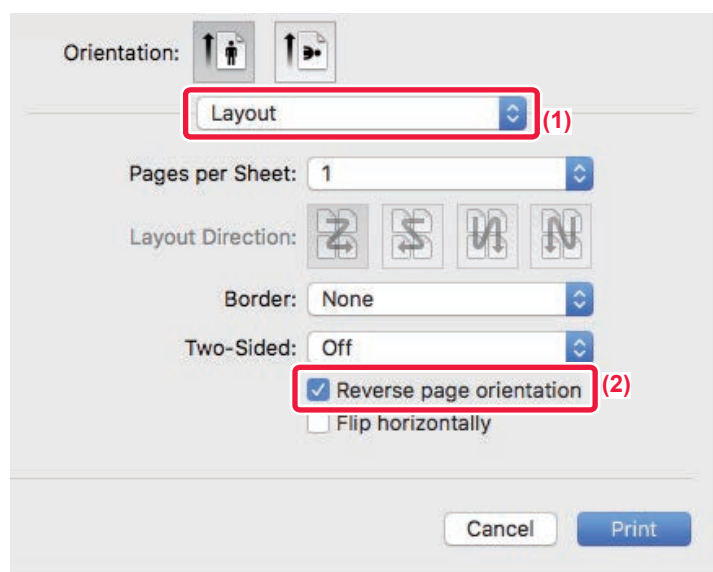 Orientation:
Layout
(1)
Pages per Sheet: 1
Layout Direction:
Border: None
Two-Sided: Off
Reverse page orientation (2)
Flip horizontally
Cancel Print